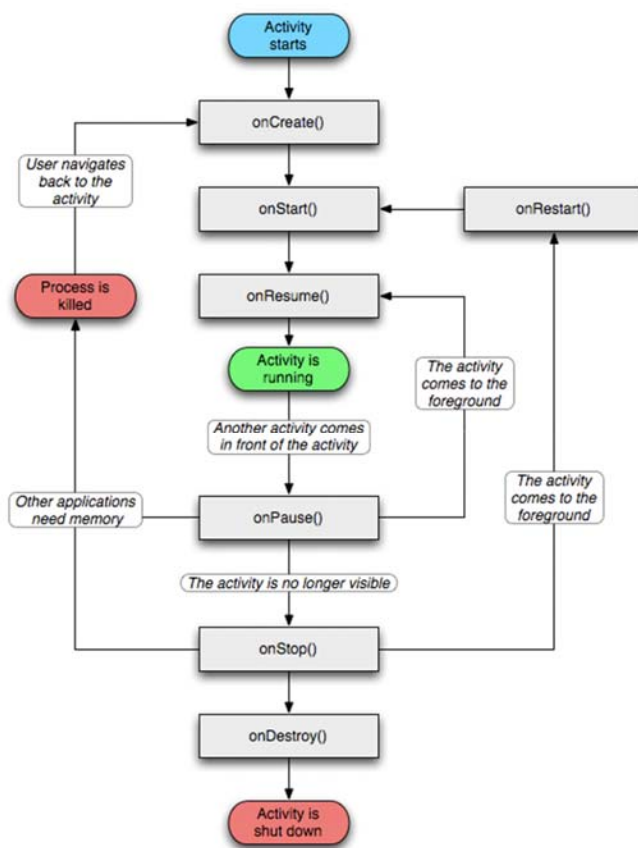 Activity
starts
onCreate()
User navigates
back to the
activity
onStart()
onRestart()
Process is
killed
onResume()
Activity is
running
The activity
comes to the
foreground
Another activity comes
in front of the activity
The activity
comes to the
foreground
Other applications
need memory
onPause()
The activity is no longer visible
onStop()
onDestroy()
Activity is
shut down